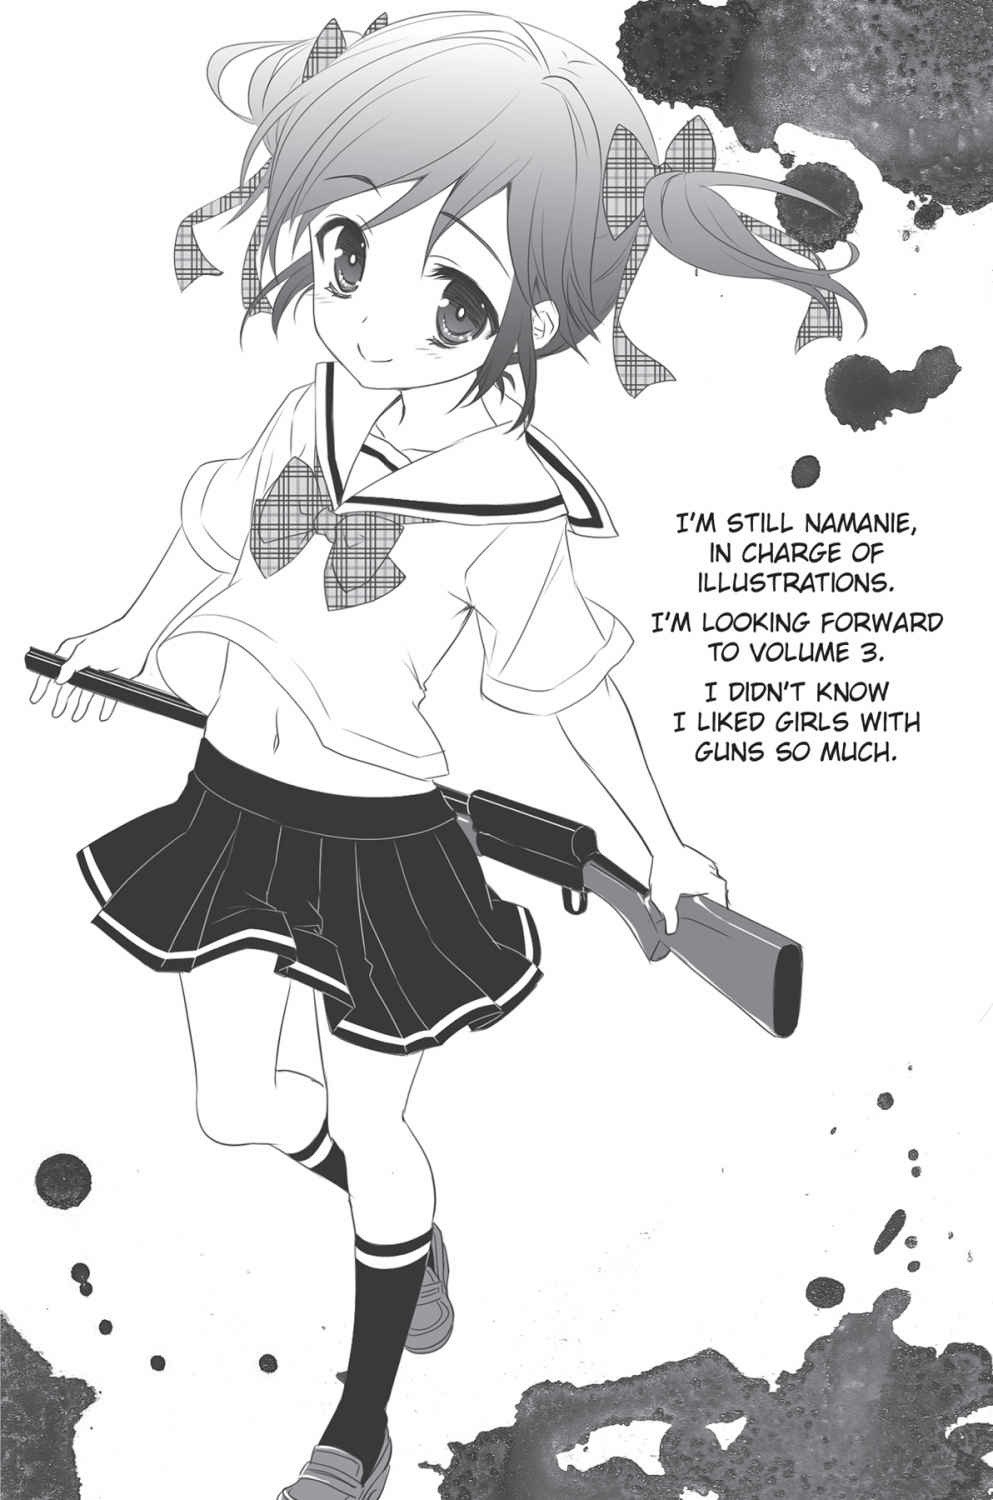 I'M STILL NAMANIE,
IN CHARGE OF
ILLUSTRATIONS.
I'M LOOKING FORWARD
TO VOLUME 3.
I DIDN'T KNOW
I LIKED GIRLS WITH
GUNS SO MUCH.